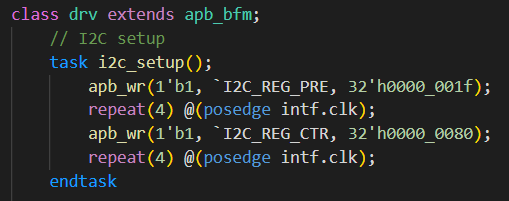 class drv extends apb_bfm;
    // I2C setup
    task i2c_setup();
        apb_wr(1'b1, `I2C_REG_PRE, 32'h0000_001f);
        repeat(4) @(posedge intf.clk);
        apb_wr(1'b1, `I2C_REG_CTR, 32'h0000_0080);
        repeat(4) @(posedge intf.clk);
    endtask